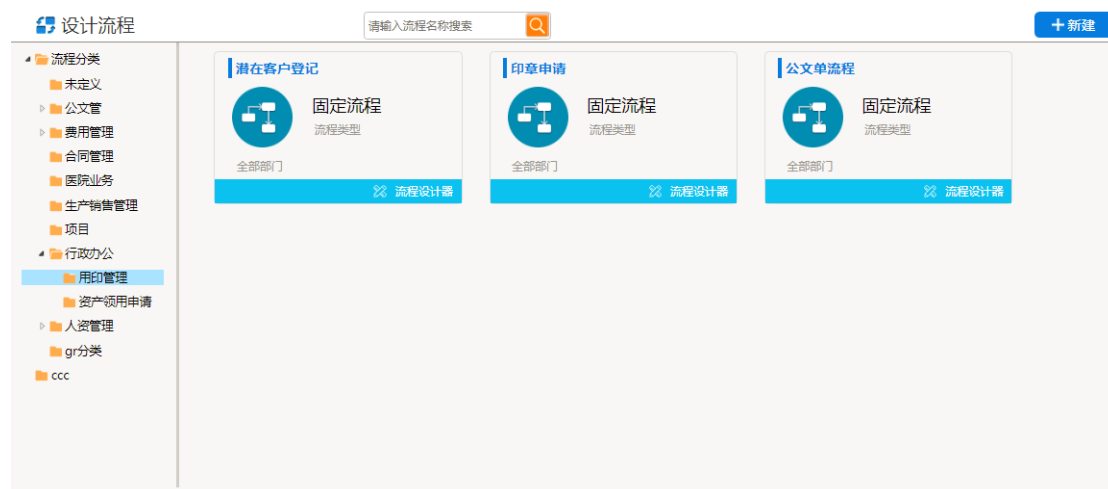 设计流程
请输入流程名称搜素
新建
流程分类
未定义
公文管
费用管理
合同管理
医院业务
生产销售管理
项目
行政办公
用印管理
资产领用申请
人资管理
gr分类
ccc
潜在客户登记
固定流程
流程类型
全部部门
流程设计器
印章申请
固定流程
流程类型
全部部门
流程设计器
公文单流程
固定流程
流程类型
全部部门
流程设计器